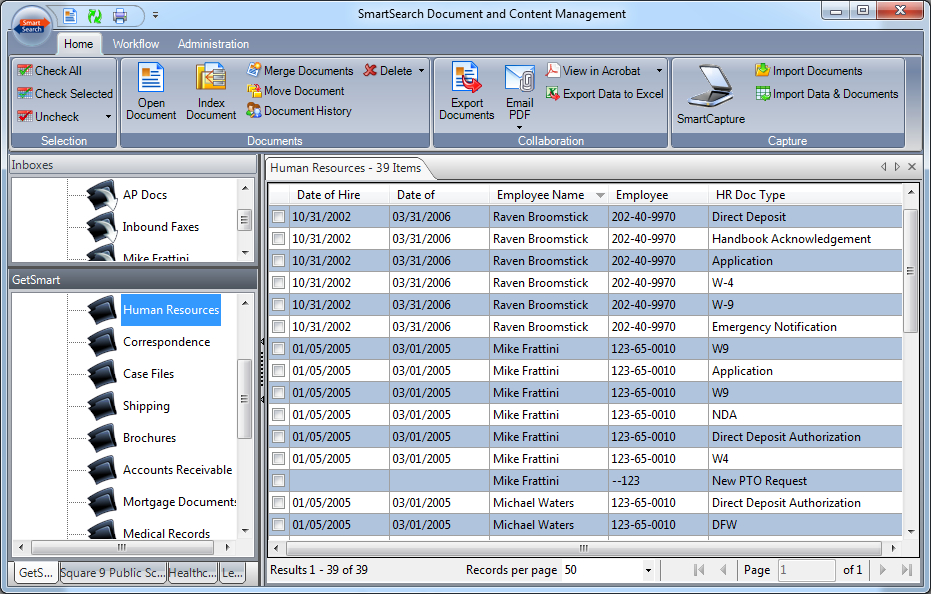 SmartSearch Document and Content Management
Smart
Search
Home Workflow Administration
Check All
Check Selected
Uncheck
Selection
Open
Document
Index
Document
Merge Documents
Move Document
Document History
Delete
Documents
Export
Documents
Email
PDF
View in Acrobat
Export Data to Excel
Collaboration
SmartCapture
Import Documents
Import Data & Documents
Capture
Inboxes
AP Docs
Inbound Faxes
Mike Frattini
GetSmart
Human Resources
Correspondence
Case Files
Shipping
Brochures
Accounts Receivable
Mortgage Documents
Medical Records
GetS... Square 9 Public Sc... Healthc... Le...
Human Resources - 39 Items
Date of Hire Date of Employee Name Employee HR Doc Type
10/31/2002 03/31/2006 Raven Broomstick 202-40-9970 Direct Deposit
10/31/2002 03/31/2006 Raven Broomstick 202-40-9970 Handbook Acknowledgement
10/31/2002 03/31/2006 Raven Broomstick 202-40-9970 Application
10/31/2002 03/31/2006 Raven Broomstick 202-40-9970 W-4
10/31/2002 03/31/2006 Raven Broomstick 202-40-9970 W-9
10/31/2002 03/31/2006 Raven Broomstick 202-40-9970 Emergency Notification
01/05/2005 03/01/2005 Mike Frattini 123-65-0010 W9
01/05/2005 03/01/2005 Mike Frattini 123-65-0010 Application
01/05/2005 03/01/2005 Mike Frattini 123-65-0010 W9
01/05/2005 03/01/2005 Mike Frattini 123-65-0010 NDA
01/05/2005 03/01/2005 Mike Frattini 123-65-0010 Direct Deposit Authorization
01/05/2005 03/01/2005 Mike Frattini 123-65-0010 W4
Mike Frattini --123 New PTO Request
01/05/2005 03/01/2005 Michael Waters 123-65-0010 Direct Deposit Authorization
01/05/2005 03/01/2005 Michael Waters 123-65-0010 DFW
Results 1 - 39 of 39 Records per page 50 Page 1 of 1